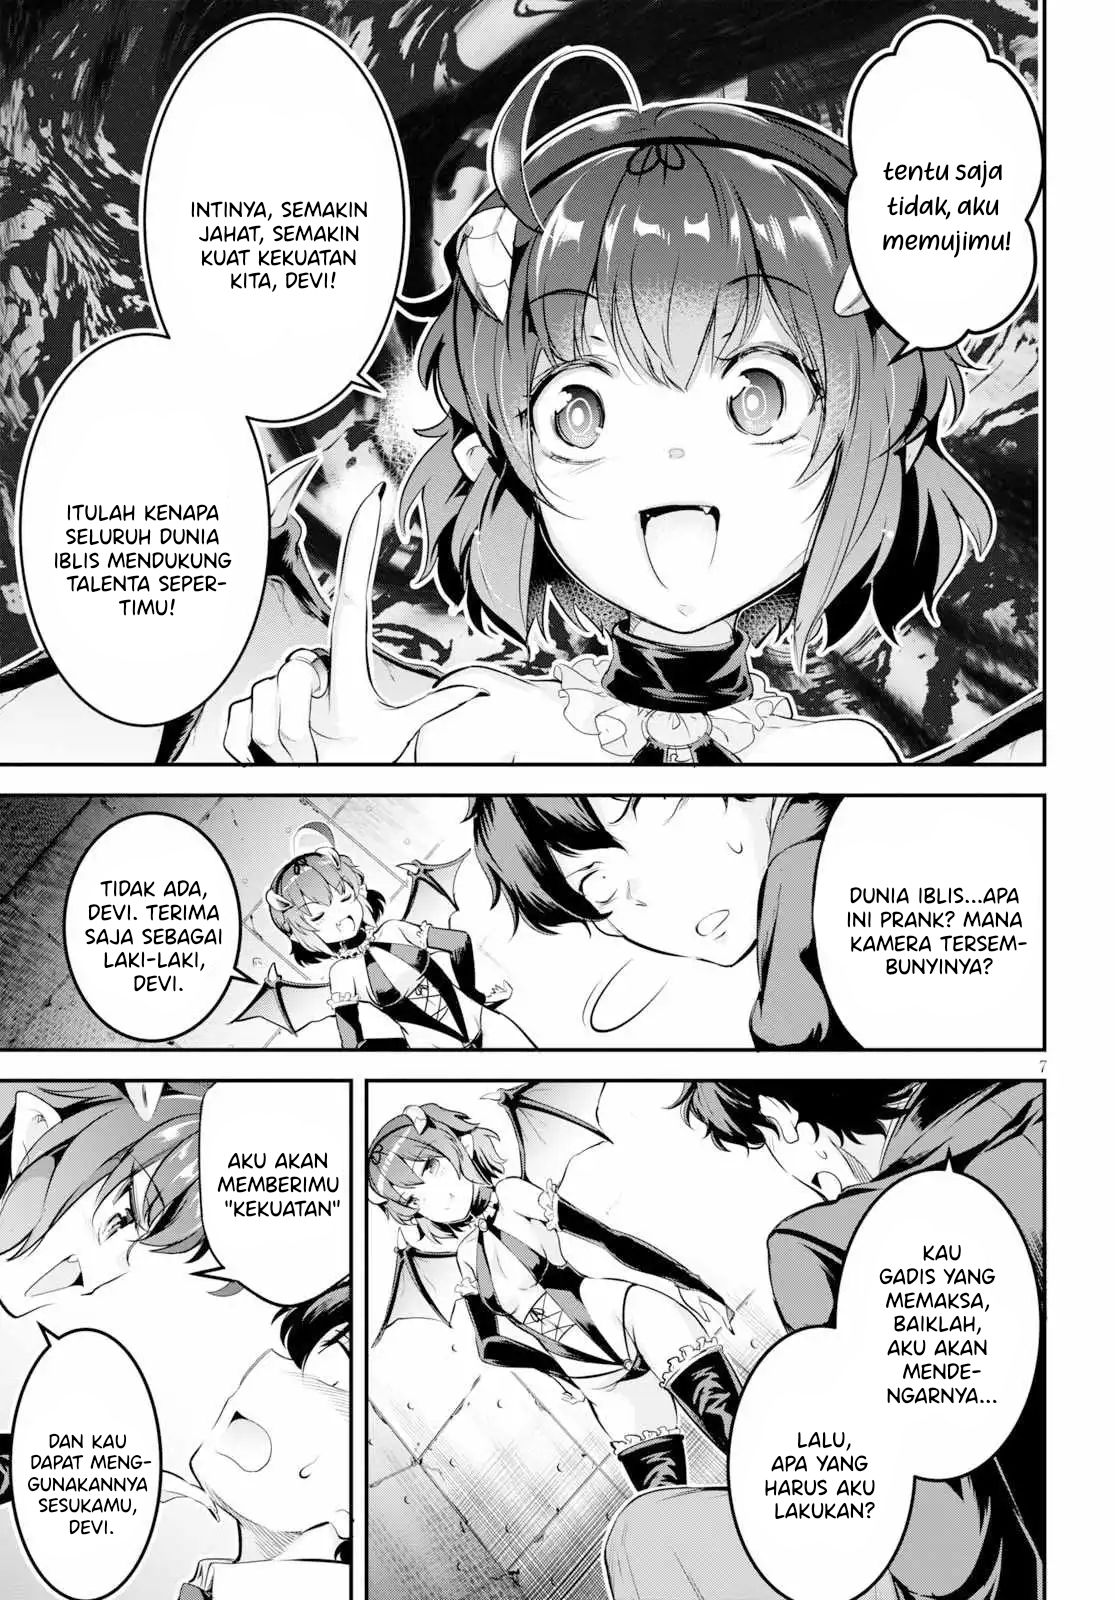 tentu saja
tidak, aku
memujimu!
INTINYA, SEMAKIN
JAHAT, SEMAKIN
KUAT KEKUATAN
KITA, DEVI!
ITULAH KENAPA
SELURUH DUNIA
IBLIS MENDUKUNG
TALENTA SEPER-
TIMU!
DUNIA IBLIS...APA
INI PRANK? MANA
KAMERA TERSEM-
BUNYINYA?
TIDAK ADA,
DEVI. TERIMA
SAJA SEBAGAI
LAKI-LAKI,
DEVI.
7
KAU
GADIS YANG
MEMAKSA,
BAIKLAH,
AKU AKAN
MENDE-
NGARNYA...
LALU,
APA YANG
HARUS AKU
LAKUKAN?
AKU AKAN
MEMBERIMU
"KEKUATAN"
DAN KAU
DAPAT MENG-
GUNAKANNYA
SESUKAMU,
DEVI.